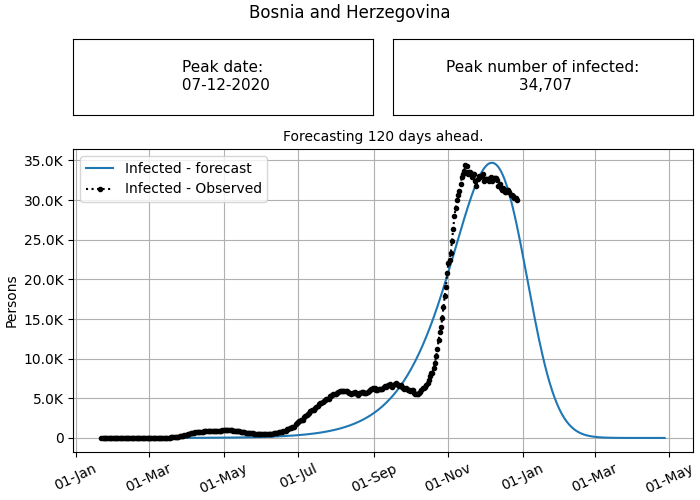 Bosnia and Herzegovina
Peak date:
07-12-2020
Peak number of infected:
34,707
Forecasting 120 days ahead.
Infected - forecast
Infected - Observed
35.0K
30.0K
25.0K
20.0K
15.0K
10.0K
5.0K
0
Persons
01-Jan
01-Mar
01-May
01-Jul
01-Sep
01-Nov
01-Jan
01-Mar
01-May